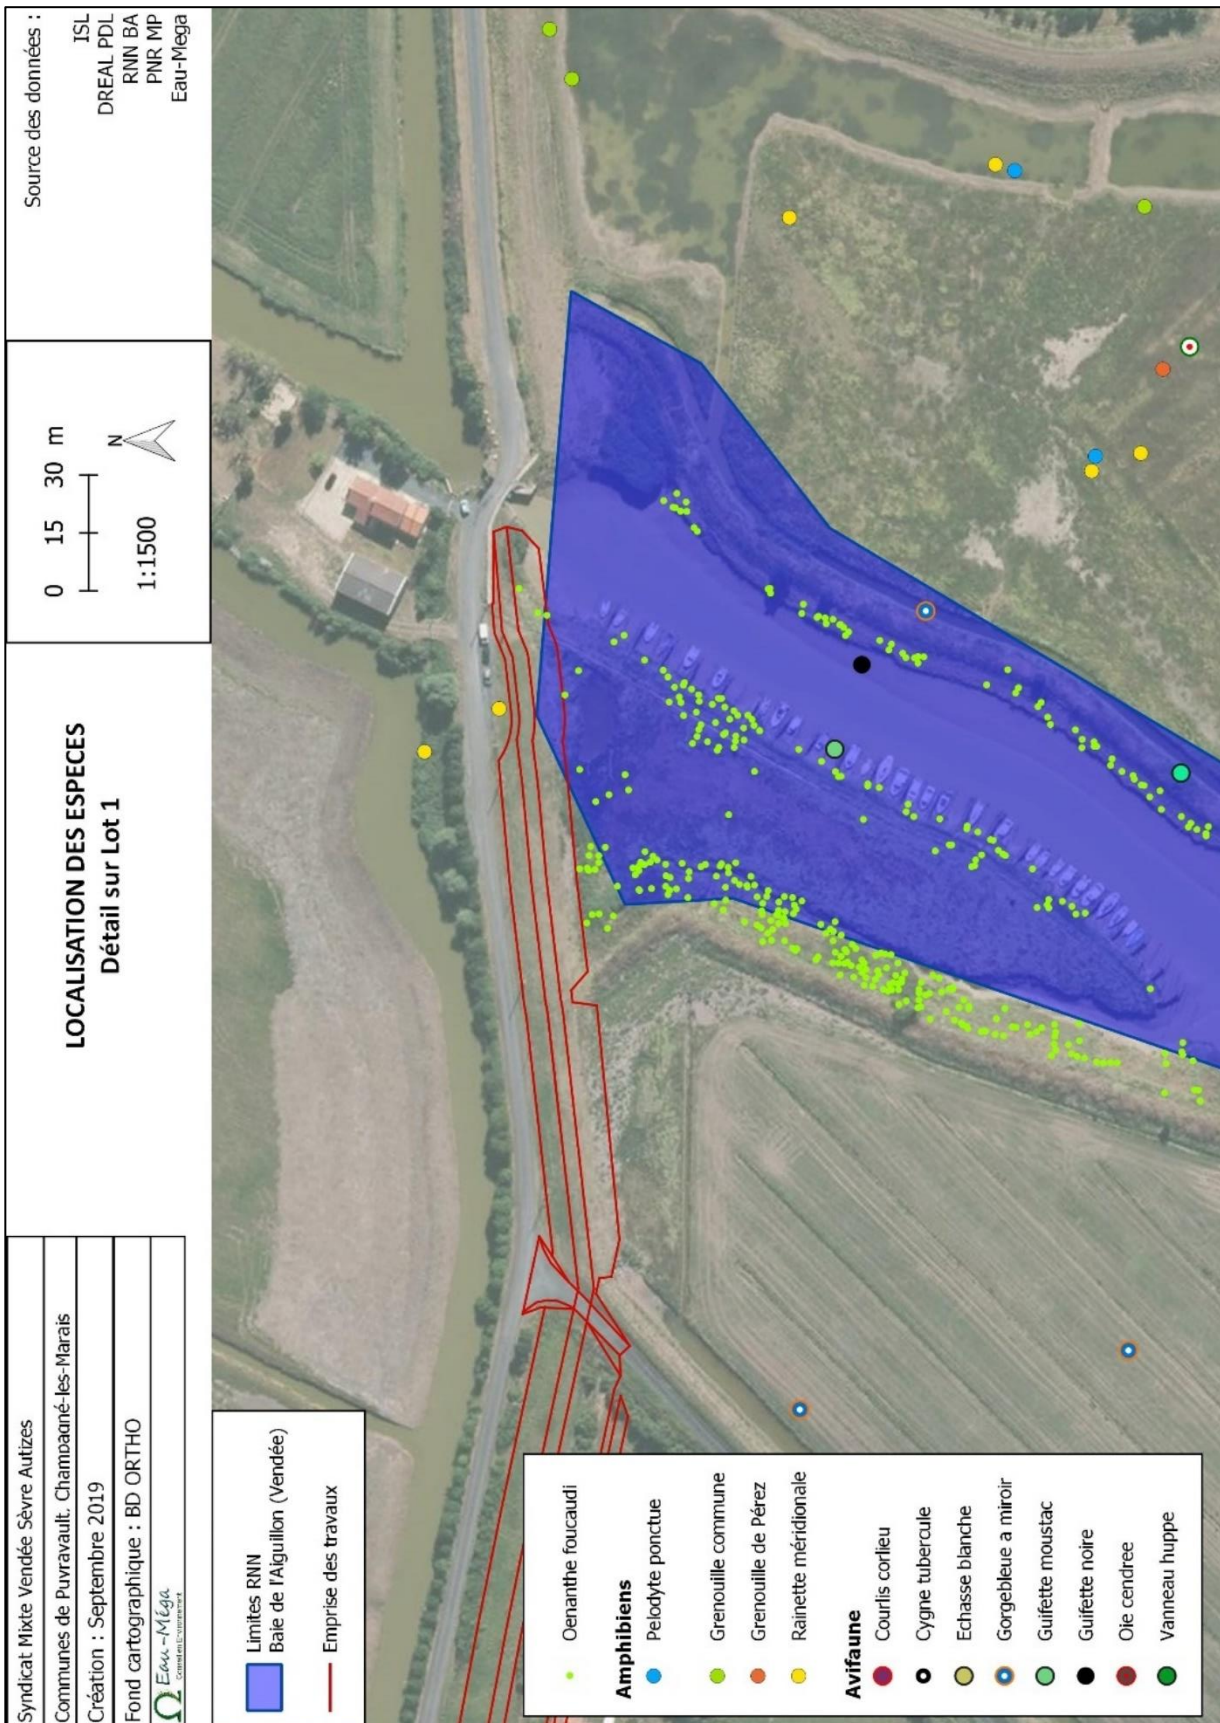 Syndicat Mixte Vendée Sèvre Autizes
Communes de Puyravault, Champagné-les-Marais
Création : Septembre 2019
Fond cartographique : BD ORTHO
Eau-Méga
LOCALISATION DES ESPECES
Détail sur Lot 1
0 15 30 m
N
1:1500
Source des données :
ISL
DREAL PDL
RNN BA
PNR MP
Eau-Mega
Limites RNN
Baie de l'Aiguillon (Vendée)
Emprise des travaux
Oenanthe foucaudi
Amphibiens
Pelodyte ponctue
Grenouille commune
Grenouille de Pérez
Rainette méridionale
Avifaune
Courlis corlieu
Cygne tubercule
Echasse blanche
Gorgebleue a miroir
Guifette moustac
Guifette noire
Oie cendree
Vanneau huppe